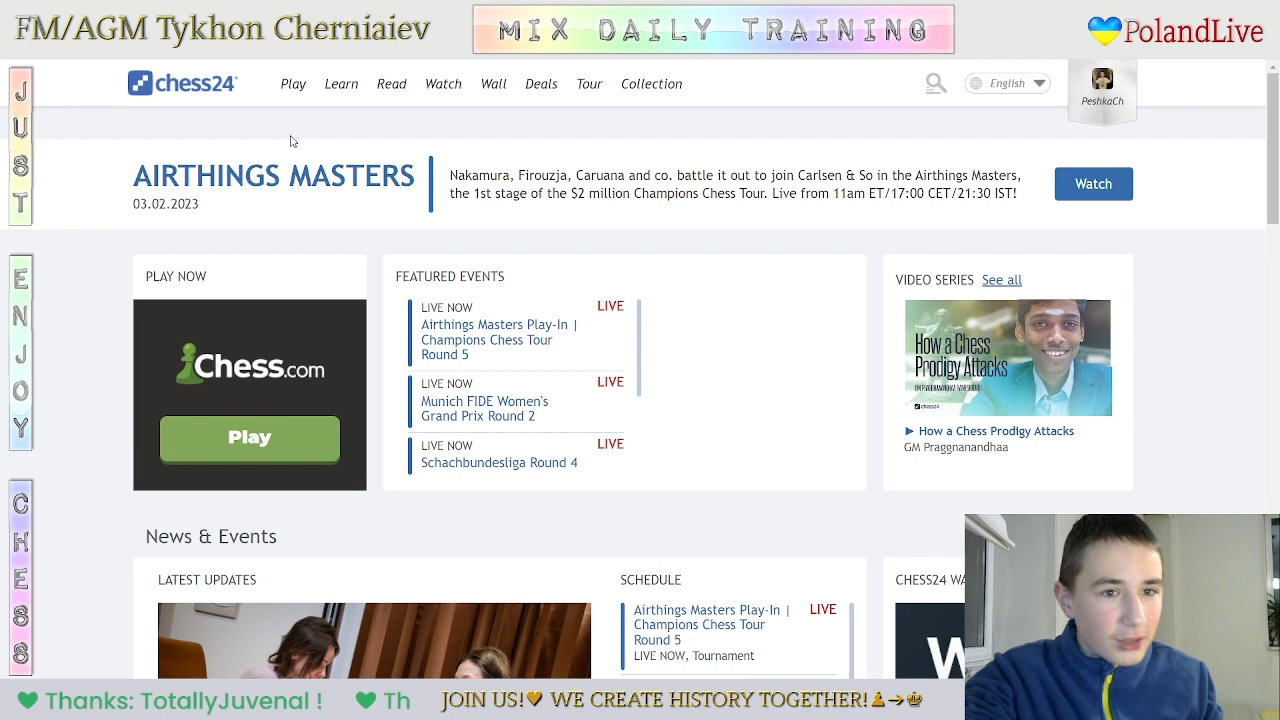 FM/AGM Tykhon Cherniaiev
MIX DAILY TRAINING
PolandLive
JUST
ENJOY
CHESS
chess24
Play Learn Read Watch Wall Deals Tour Collection
English
PeshkaCh
AIRTHINGS MASTERS
03.02.2023
Nakamura, Firouzja, Caruana and co. battle it out to join Carlsen & So in the Airthings Masters,
the 1st stage of the $2 million Champions Chess Tour. Live from 11am ET/17:00 CET/21:30 IST!
Watch
PLAY NOW
Chess.com
Play
FEATURED EVENTS
LIVE NOW LIVE
Airthings Masters Play-In |
Champions Chess Tour
Round 5
LIVE NOW LIVE
Munich FIDE Women's
Grand Prix Round 2
LIVE NOW LIVE
Schachbundesliga Round 4
VIDEO SERIES See all
How a Chess
Prodigy Attacks
chess24
How a Chess Prodigy Attacks
GM Praggnanandhaa
News & Events
LATEST UPDATES
SCHEDULE
Airthings Masters Play-In | LIVE
Champions Chess Tour
Round 5
LIVE NOW, Tournament
CHESS24 WA
W
Thanks: TotallyJuvenal ! Th
JOIN US! WE CREATE HISTORY TOGETHER!